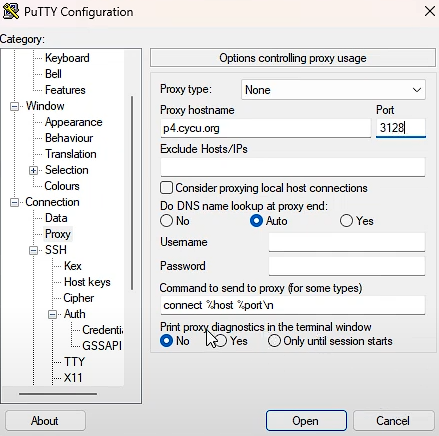 PuTTY Configuration
Category:
Keyboard
Bell
Features
Window
Appearance
Behaviour
Translation
Selection
Colours
Connection
Data
Proxy
SSH
Kex
Host keys
Cipher
Auth
Credenti
GSSAPI
TTY
X11
Options controlling proxy usage
Proxy type: None
Proxy hostname Port
p4.cycu.org 3128
Exclude Hosts/IPs
Consider proxying local host connections
Do DNS name lookup at proxy end:
No Auto Yes
Username
Password
Command to send to proxy (for some types)
connect %host %port\n
Print proxy diagnostics in the terminal window
No Yes Only until session starts
About Open Cancel